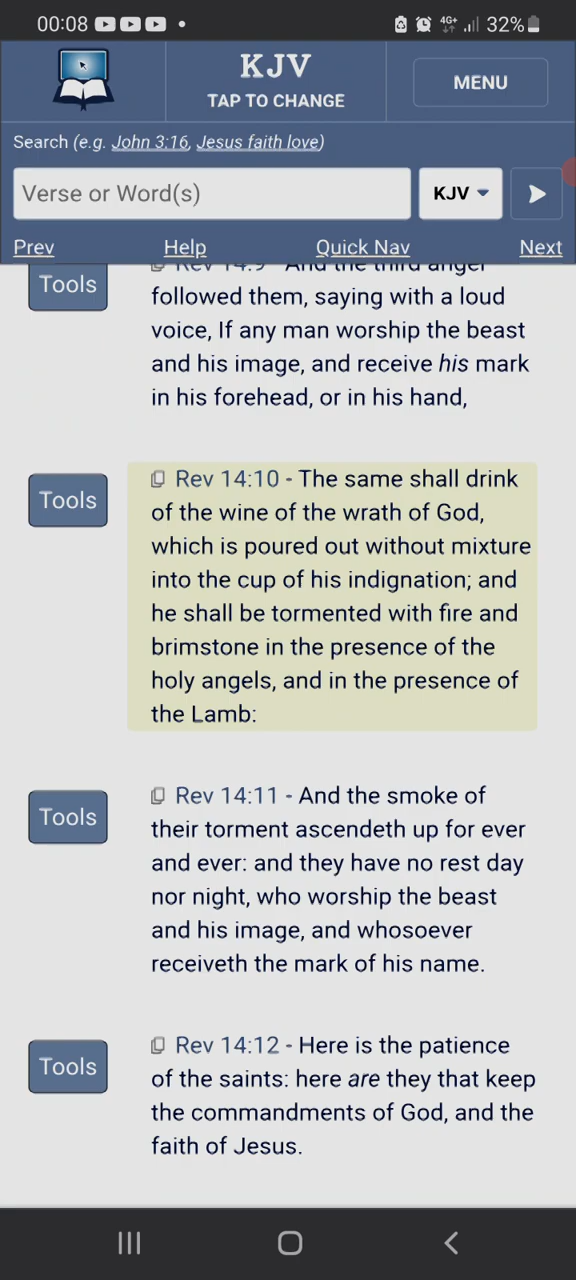 00:08
4G+
32%
KJV
TAP TO CHANGE
MENU
Search (e.g. John 3:16, Jesus faith love)
Verse or Word(s)
KJV
Prev
Help
Quick Nav
Next
Tools
Rev 14:9 - And the third angel
followed them, saying with a loud
voice, If any man worship the beast
and his image, and receive his mark
in his forehead, or in his hand,
Tools
Rev 14:10 - The same shall drink
of the wine of the wrath of God,
which is poured out without mixture
into the cup of his indignation; and
he shall be tormented with fire and
brimstone in the presence of the
holy angels, and in the presence of
the Lamb:
Tools
Rev 14:11 - And the smoke of
their torment ascendeth up for ever
and ever: and they have no rest day
nor night, who worship the beast
and his image, and whosoever
receiveth the mark of his name.
Tools
Rev 14:12 - Here is the patience
of the saints: here are they that keep
the commandments of God, and the
faith of Jesus.